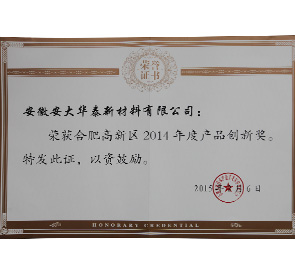 荣誉
证书
安徽安大华泰新材料有限公司：
荣获合肥高新区2014年度产品创新奖。
特发此证，以资鼓励。
2015年 月6日
HONORARY CREDENTIAL